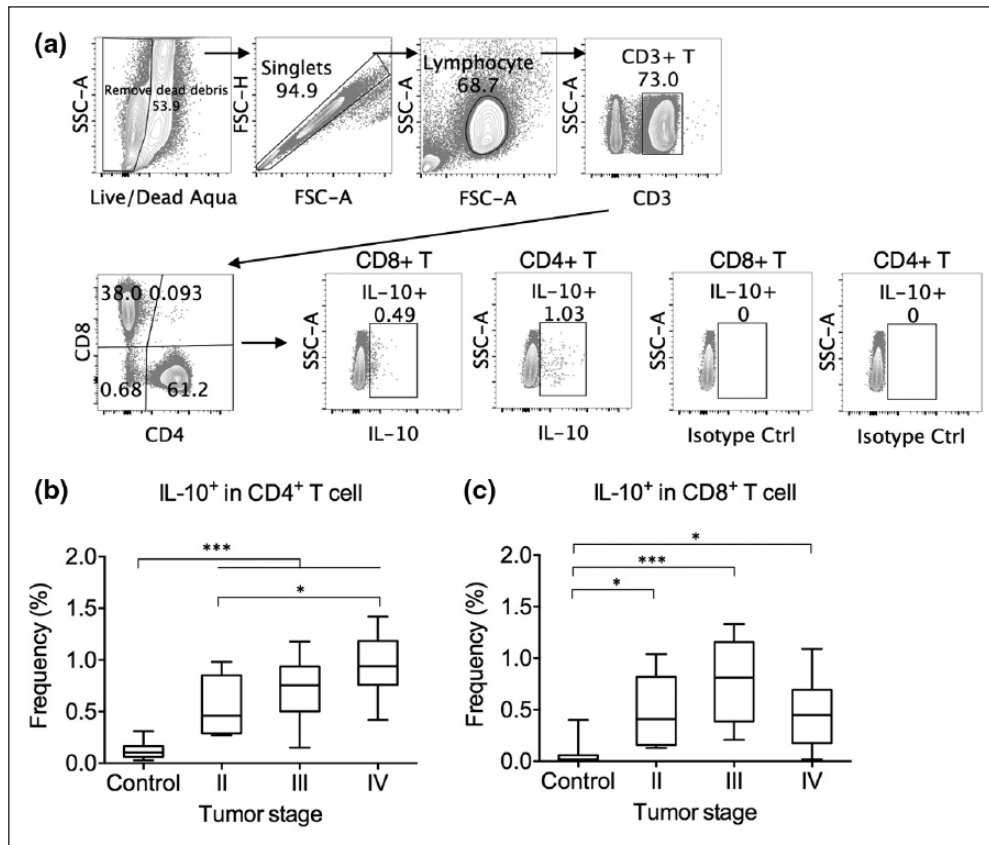 (a)
SSC-A
Remove dead debris
53.9
Live/Dead Aqua
FSC-H
Singlets
94.9
FSC-A
SSC-A
Lymphocyte
68.7
FSC-A
SSC-A
CD3+ T
73.0
CD3
CD8
38.0 0.093
0.68 61.2
CD4
CD8+ T
SSC-A
IL-10+
0.49
IL-10
CD4+ T
SSC-A
IL-10+
1.03
IL-10
CD8+ T
SSC-A
IL-10+
0
Isotype Ctrl
CD4+ T
SSC-A
IL-10+
0
Isotype Ctrl
(b)
IL-10⁺ in CD4⁺ T cell
Frequency (%)
2.0
1.5
1.0
0.5
0.0
***
*
Control II III IV
Tumor stage
(c)
IL-10⁺ in CD8⁺ T cell
Frequency (%)
2.0
1.5
1.0
0.5
0.0
*
***
*
Control II III IV
Tumor stage